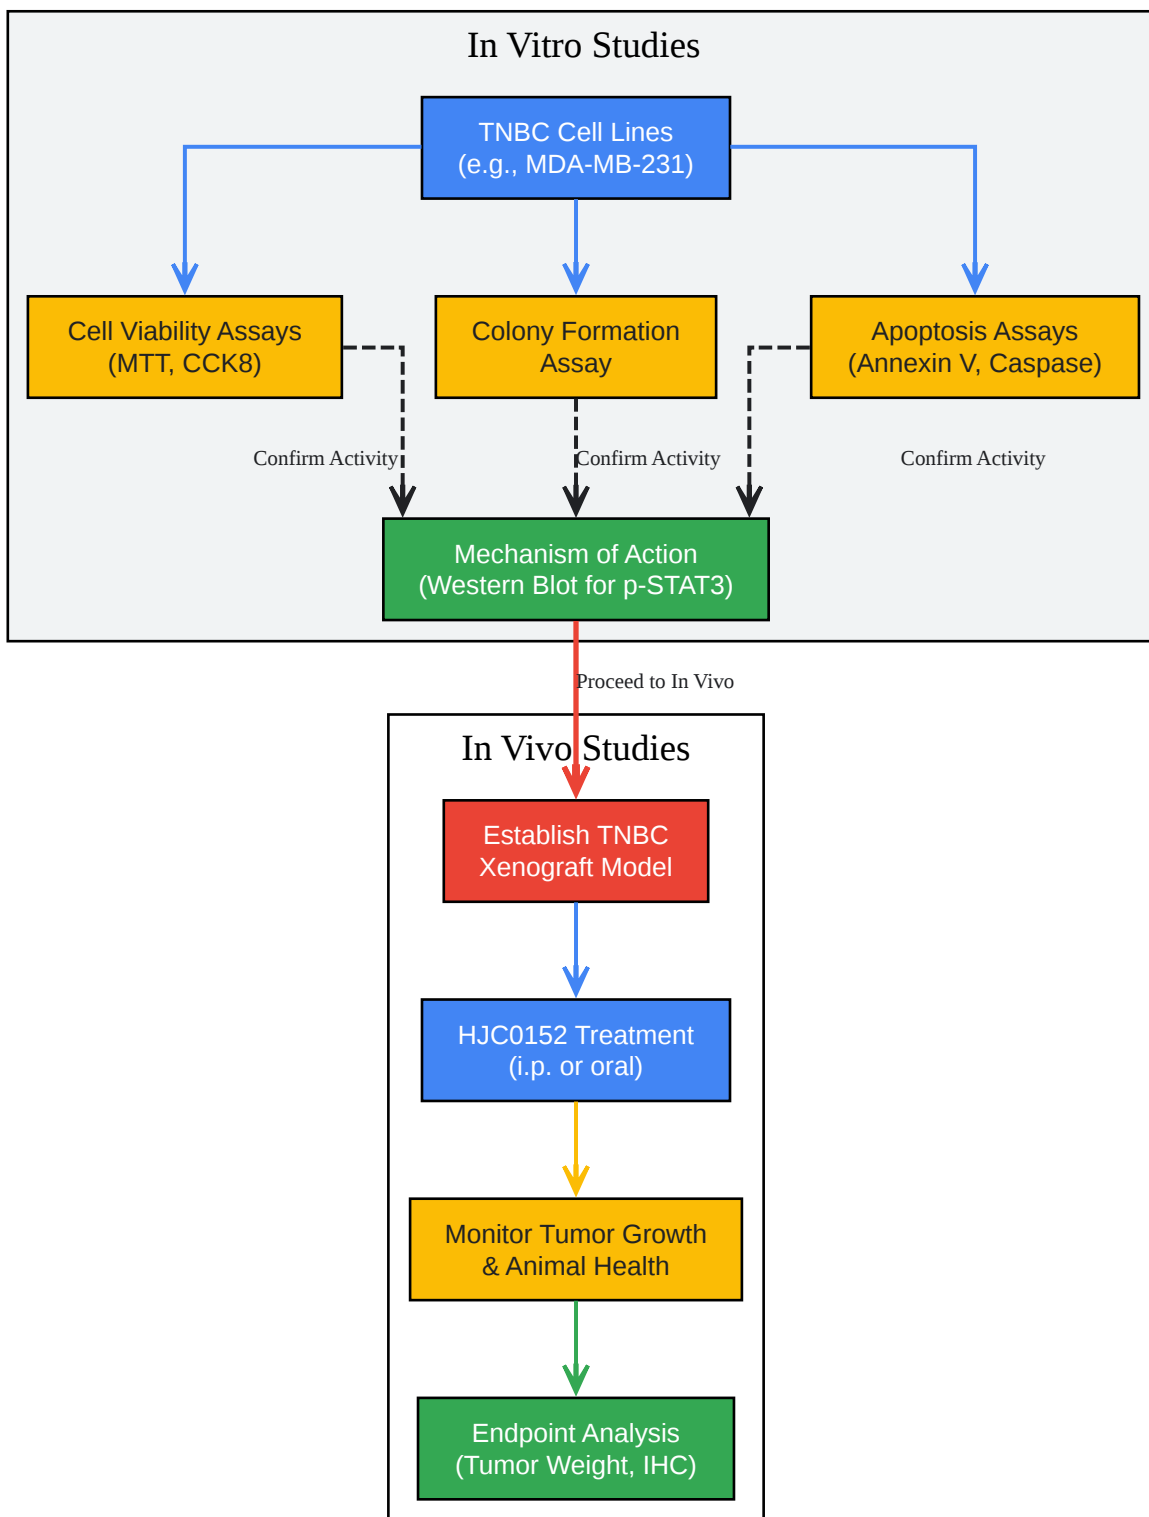 In Vitro Studies
TNBC Cell Lines
(e.g., MDA-MB-231)
Cell Viability Assays
(MTT, CCK8)
Colony Formation
Assay
Apoptosis Assays
(Annexin V, Caspase)
Confirm Activity
Confirm Activity
Confirm Activity
Mechanism of Action
(Western Blot for p-STAT3)
Proceed to In Vivo
In Vivo Studies
Establish TNBC
Xenograft Model
HJC0152 Treatment
(i.p. or oral)
Monitor Tumor Growth
& Animal Health
Endpoint Analysis
(Tumor Weight, IHC)